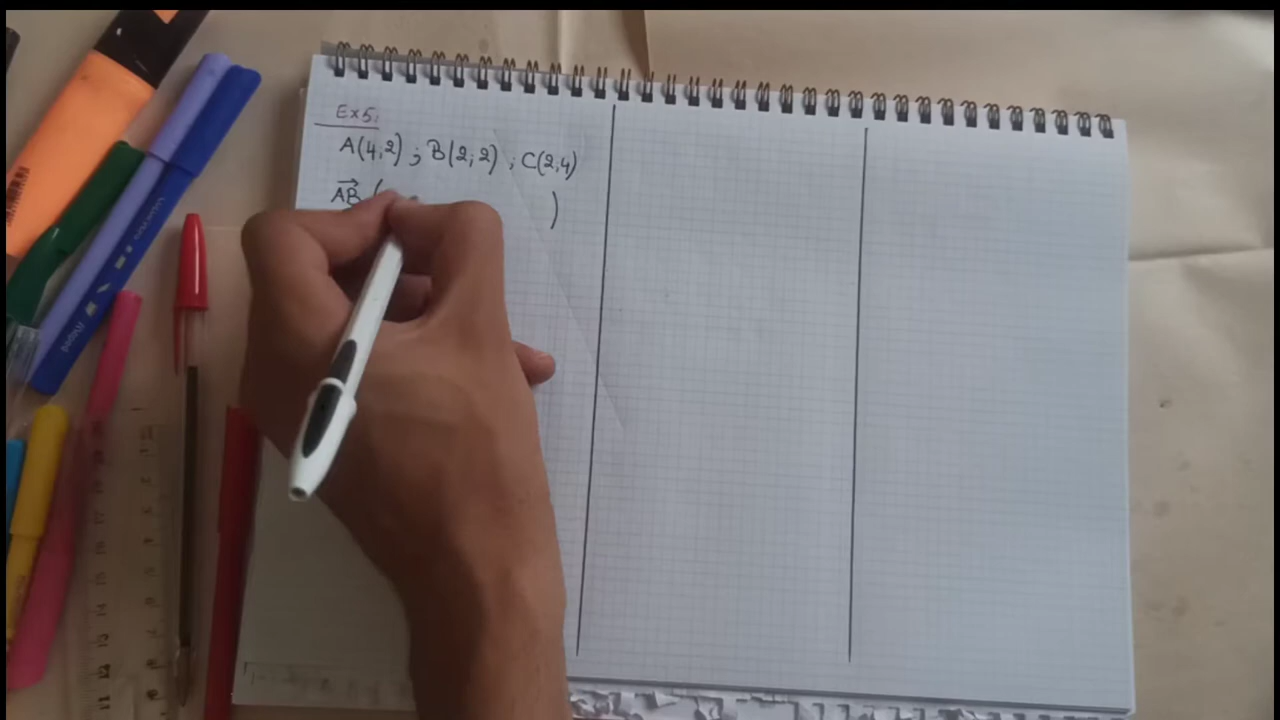 Ex5:
A(4;2) ; B(2;2) ; C(2;4)
AB ( )